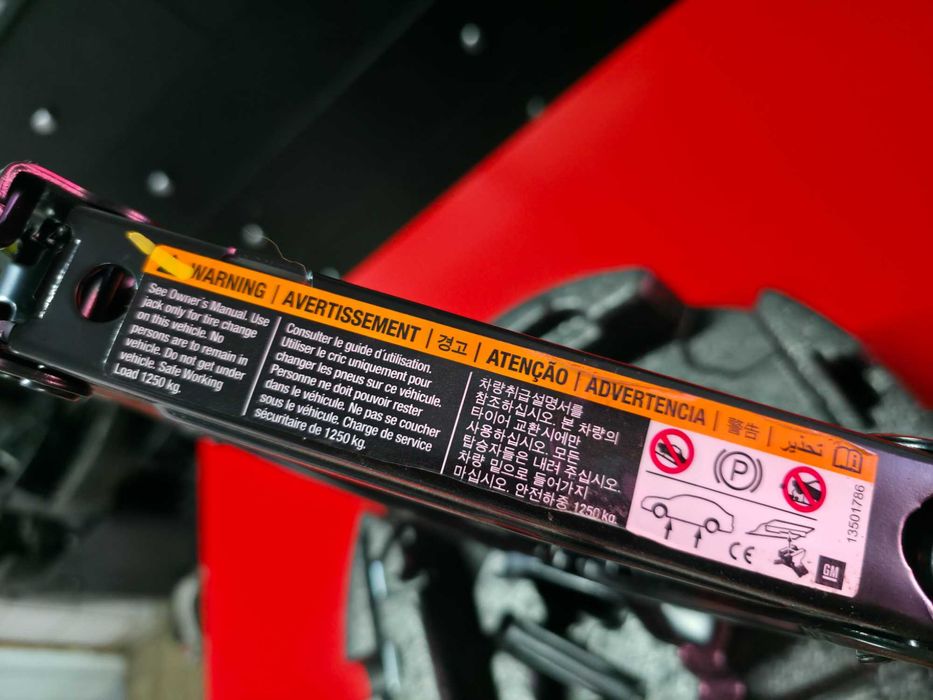 WARNING | AVERTISSEMENT | 경고 | ATENÇÃO | ADVERTENCIA | 警告 | تحذير
See Owner's Manual. Use
jack only for tire change
on this vehicle. No
persons are to remain in
vehicle. Do not get under
vehicle. Safe Working
Load 1250 kg.
Consulter le guide d'utilisation.
Utiliser le cric uniquement pour
changer les pneus sur ce véhicule.
Personne ne doit pouvoir rester
dans le véhicule. Ne pas se coucher
sous le véhicule. Charge de service
sécuritaire de 1250 kg.
차량취급설명서를
참조하십시오. 본 차량의
타이어 교환시에만
사용하십시오. 모든
탑승자들은 내려 주십시오.
차량 밑으로 들어가지
마십시오. 안전하중 1250 kg
P
CE
GM
13501786